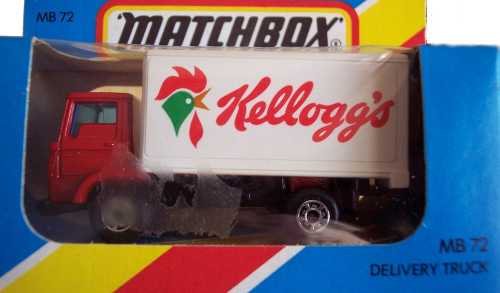 MB 72
MATCHBOX
Kellogg's
MB 72
DELIVERY TRUCK